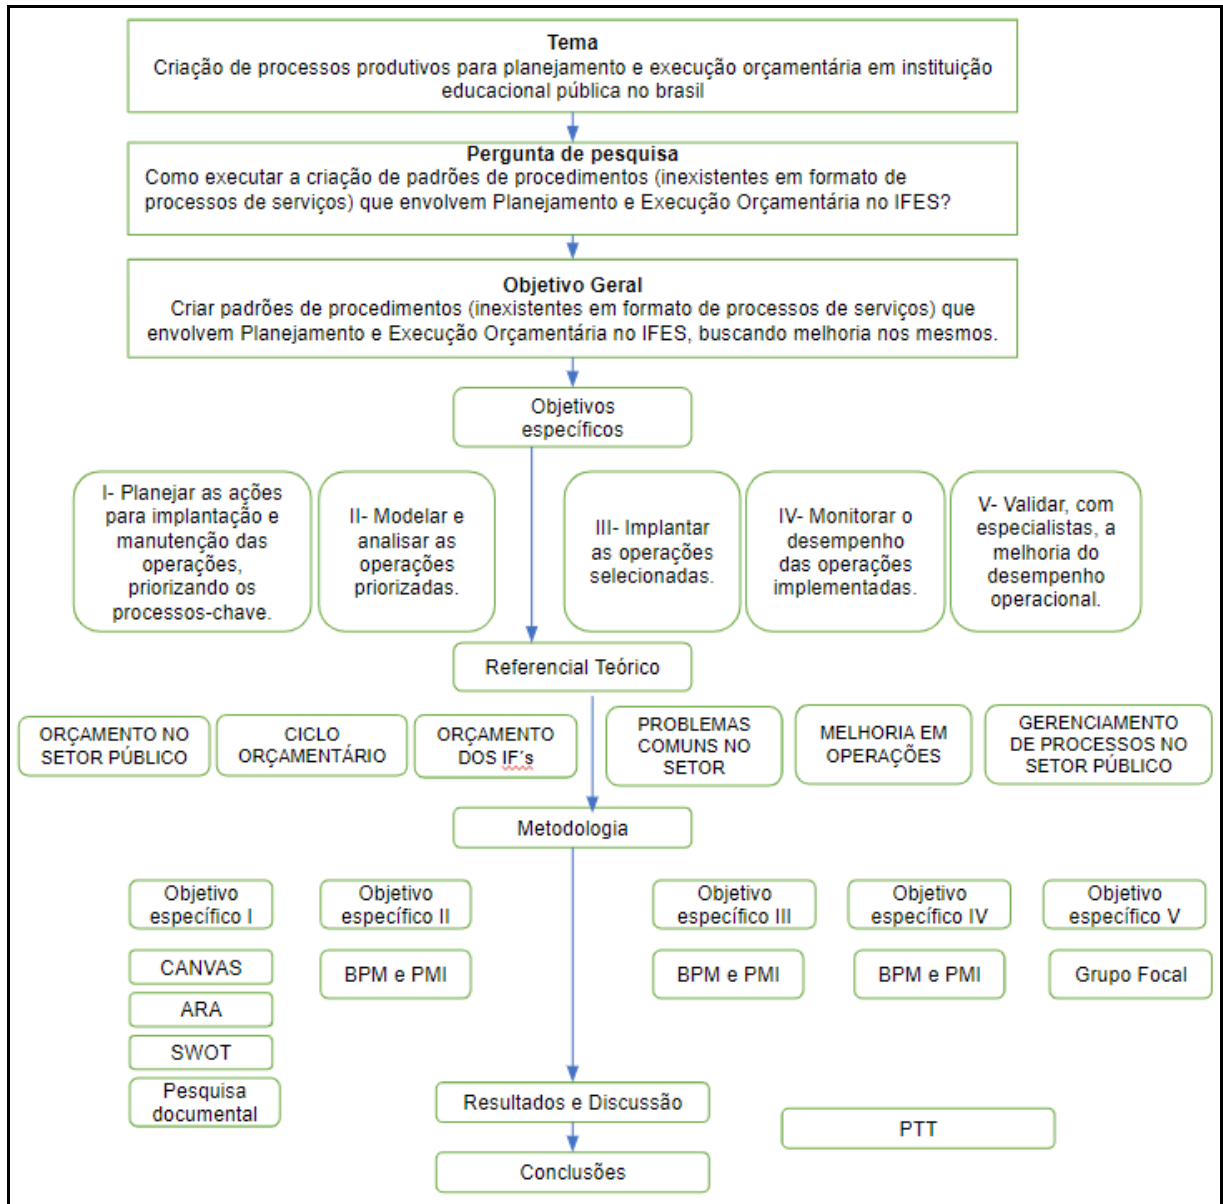 Tema
Criação de processos produtivos para planejamento e execução orçamentária em instituição
educacional pública no brasil
Pergunta de pesquisa
Como executar a criação de padrões de procedimentos (inexistentes em formato de
processos de serviços) que envolvem Planejamento e Execução Orçamentária no IFES?
Objetivo Geral
Criar padrões de procedimentos (inexistentes em formato de processos de serviços) que
envolvem Planejamento e Execução Orçamentária no IFES, buscando melhoria nos mesmos.
Objetivos
específicos
I- Planejar as ações
para implantação e
manutenção das
operações,
priorizando os
processos-chave.
II- Modelar e
analisar as
operações
priorizadas.
III- Implantar
as operações
selecionadas.
IV- Monitorar o
desempenho
das operações
implementadas.
V- Validar, com
especialistas, a
melhoria do
desempenho
operacional.
Referencial Teórico
ORÇAMENTO NO
SETOR PÚBLICO
CICLO
ORÇAMENTÁRIO
ORÇAMENTO
DOS IF´s
PROBLEMAS
COMUNS NO
SETOR
MELHORIA EM
OPERAÇÕES
GERENCIAMENTO
DE PROCESSOS NO
SETOR PÚBLICO
Metodologia
Objetivo
específico I
Objetivo
específico II
Objetivo
específico III
Objetivo
específico IV
Objetivo
específico V
CANVAS
BPM e PMI
BPM e PMI
BPM e PMI
Grupo Focal
ARA
SWOT
Pesquisa
documental
Resultados e Discussão
PTT
Conclusões